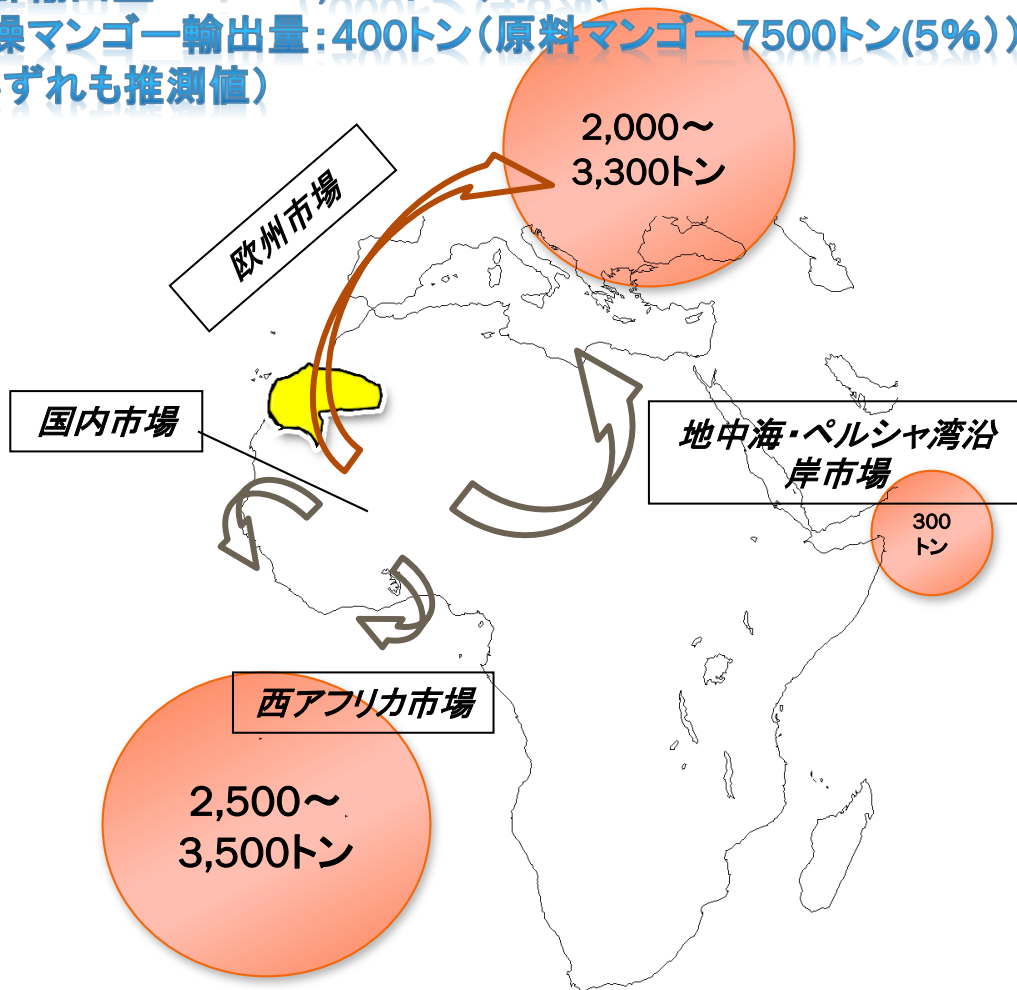 燥マンゴー輸出量:400トン(原料マンゴー7500トン(5%))
ずれも推測値)
2,000～
3,300トン
欧州市場
国内市場
地中海・ペルシャ湾沿
岸市場
300
トン
西アフリカ市場
2,500～
3,500トン